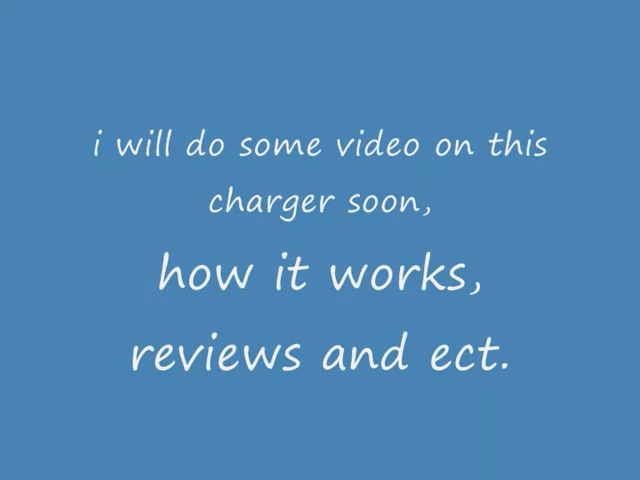 i will do some video on this
charger soon,
how it works,
reviews and ect.